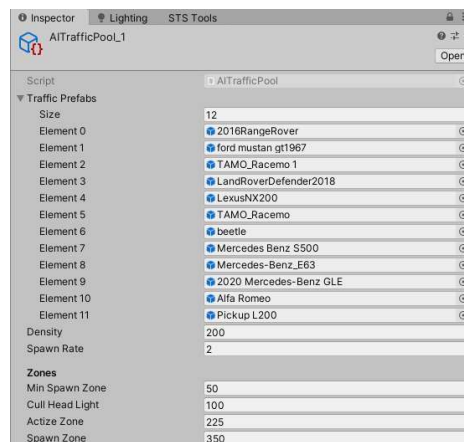 Inspector Lighting STS Tools
AITrafficPool_1
Open
Script AITrafficPool
Traffic Prefabs
Size 12
Element 0 2016RangeRover
Element 1 ford mustan gt1967
Element 2 TAMO_Racemo 1
Element 3 LandRoverDefender2018
Element 4 LexusNX200
Element 5 TAMO_Racemo
Element 6 beetle
Element 7 Mercedes Benz S500
Element 8 Mercedes-Benz_E63
Element 9 2020 Mercedes-Benz GLE
Element 10 Alfa Romeo
Element 11 Pickup L200
Density 200
Spawn Rate 2
Zones
Min Spawn Zone 50
Cull Head Light 100
Actize Zone 225
Spawn Zone 350